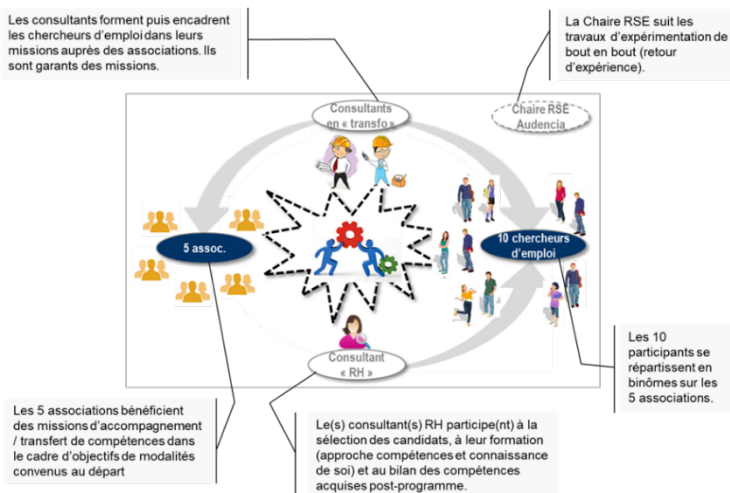 Les consultants forment puis encadrent
les chercheurs d'emploi dans leurs
missions auprès des associations. Ils
sont garants des missions.
La Chaire RSE suit les
travaux d'expérimentation de
bout en bout (retour
d'expérience).
Consultants
en « transfo »
Chaire RSE
Audencia
5 assoc.
10 chercheurs
d'emploi
Consultant
« RH »
Les 10
participants se
répartissent en
binômes sur les
5 associations.
Les 5 associations bénéficient
des missions d'accompagnement
/ transfert de compétences dans
le cadre d'objectifs de modalités
convenus au départ
Le(s) consultant(s) RH participe(nt) à la
sélection des candidats, à leur formation
(approche compétences et connaissance
de soi) et au bilan des compétences
acquises post-programme.